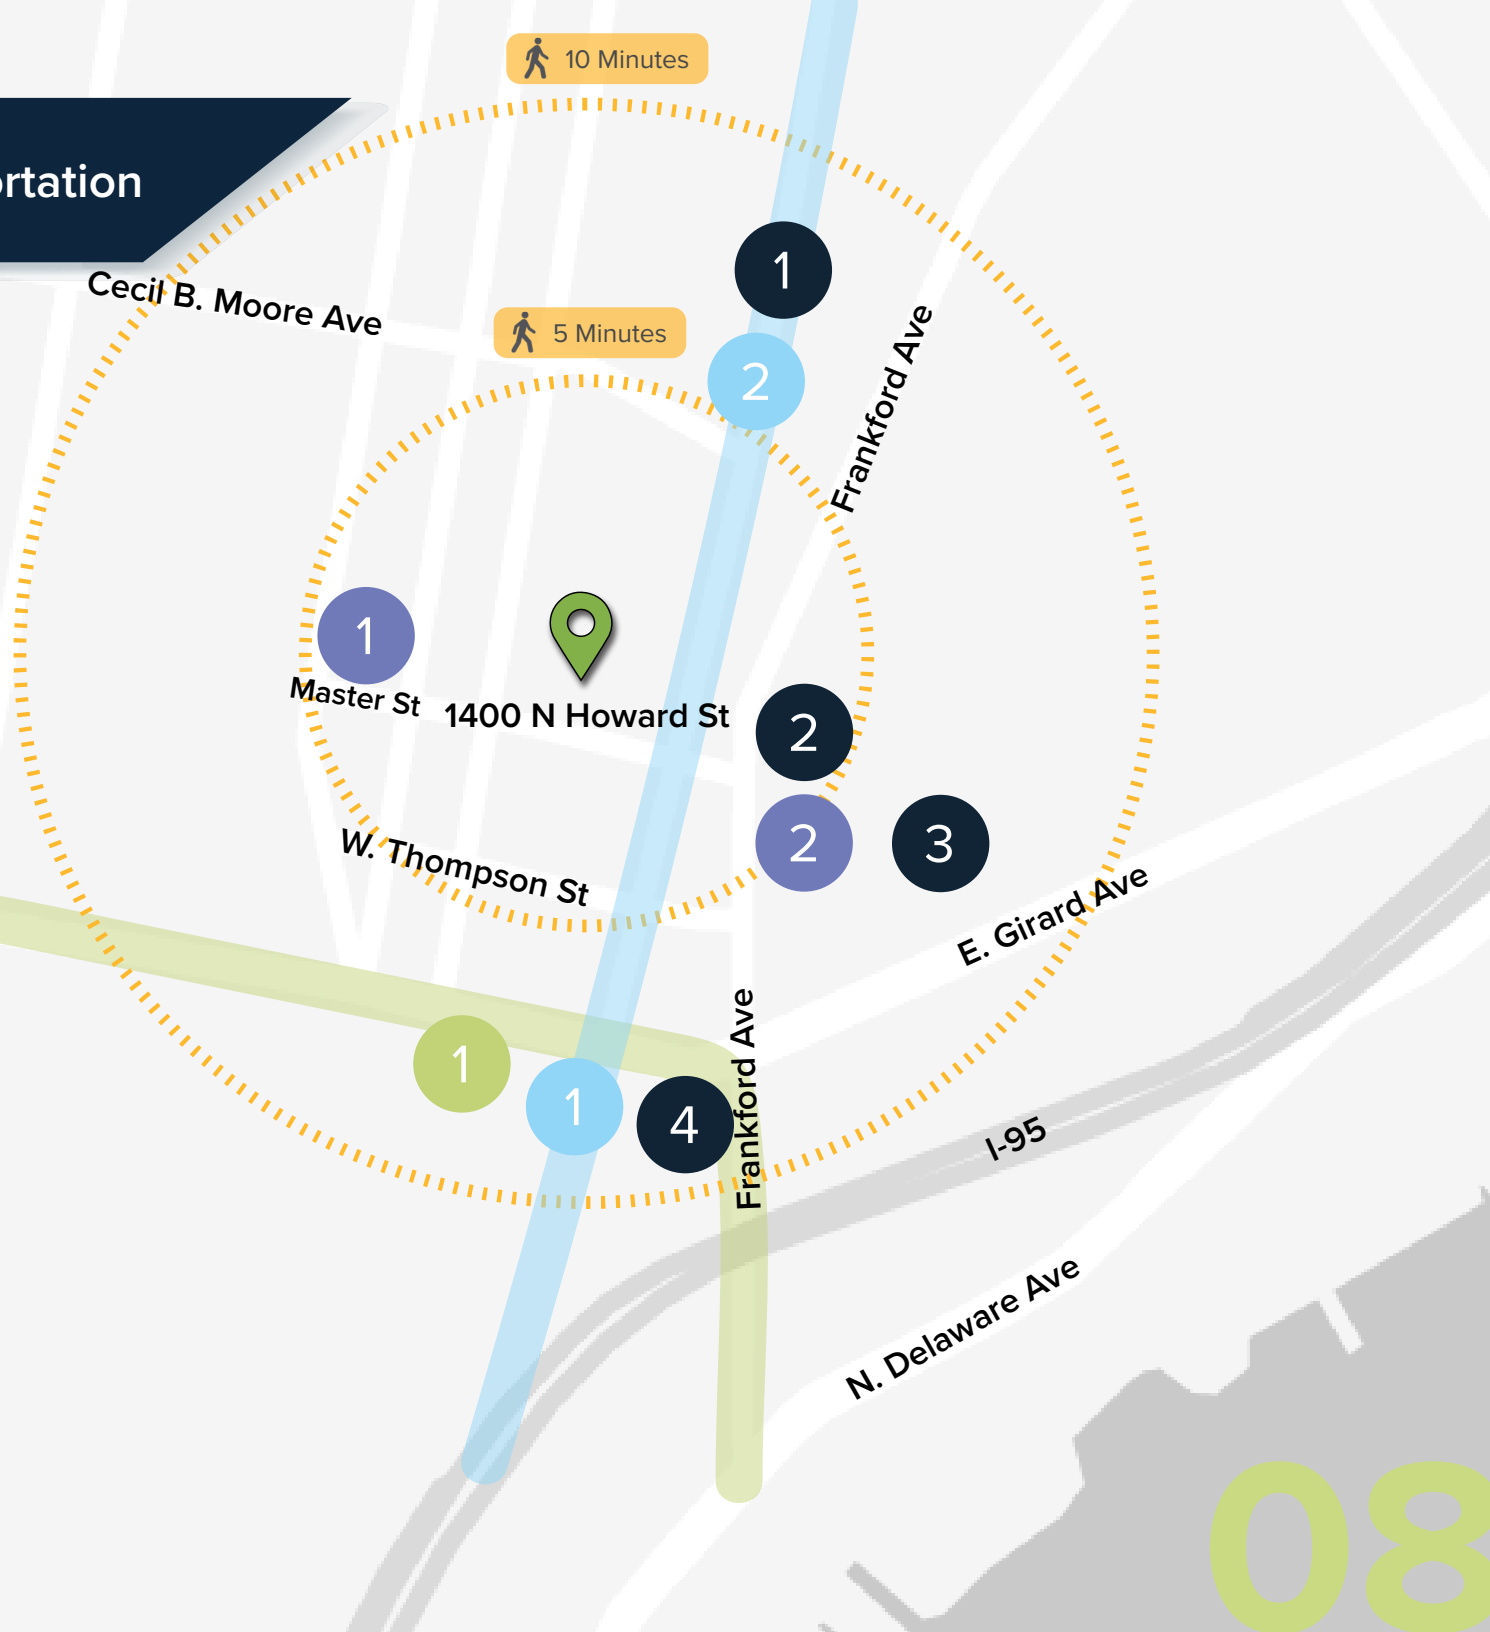 10 Minutes
ortation
1
Cecil B. Moore Ave
5 Minutes
2
Frankford Ave
1
Master St
1400 N Howard St
2
W. Thompson St
2
3
E. Girard Ave
Frankford Ave
1
1
4
I-95
N. Delaware Ave
08